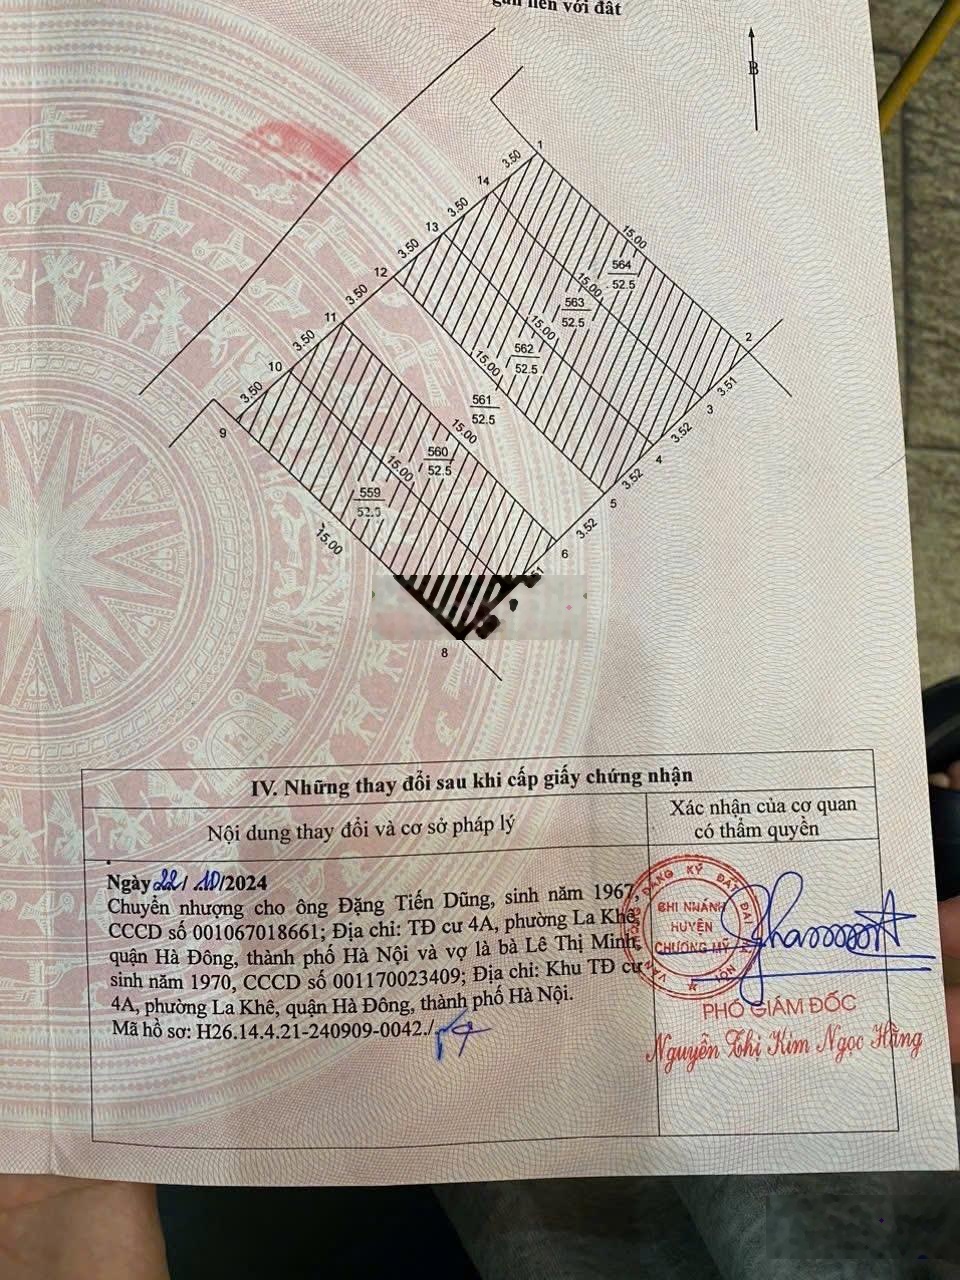 gắn liền với đất
B
1
3.50
14
3.50
13
3.50
12
3.50
11
3.50
10
3.50
9
15.00
564
52.5
15.00
563
52.5
15.00
562
52.5
15.00
561
52.5
15.00
560
52.5
15.00
559
52.5
15.00
2
3.51
3
3.52
4
3.52
5
3.52
6
8
IV. Những thay đổi sau khi cấp giấy chứng nhận
Nội dung thay đổi và cơ sở pháp lý
Xác nhận của cơ quan
có thẩm quyền
Ngày 22/ 10/2024
Chuyển nhượng cho ông Đặng Tiến Dũng, sinh năm 1967,
CCCD số 001067018661; Địa chỉ: TĐ cư 4A, phường La Khê,
quận Hà Đông, thành phố Hà Nội và vợ là bà Lê Thị Minh,
sinh năm 1970, CCCD số 001170023409; Địa chỉ: Khu TĐ cư
4A, phường La Khê, quận Hà Đông, thành phố Hà Nội.
Mã hồ sơ: H26.14.4.21-240909-0042./.
ĐĂNG KÝ ĐẤT ĐAI
CHI NHÁNH
HUYỆN
CHƯƠNG MỸ
PHÓ GIÁM ĐỐC
Nguyễn Thị Kim Ngọc Hằng